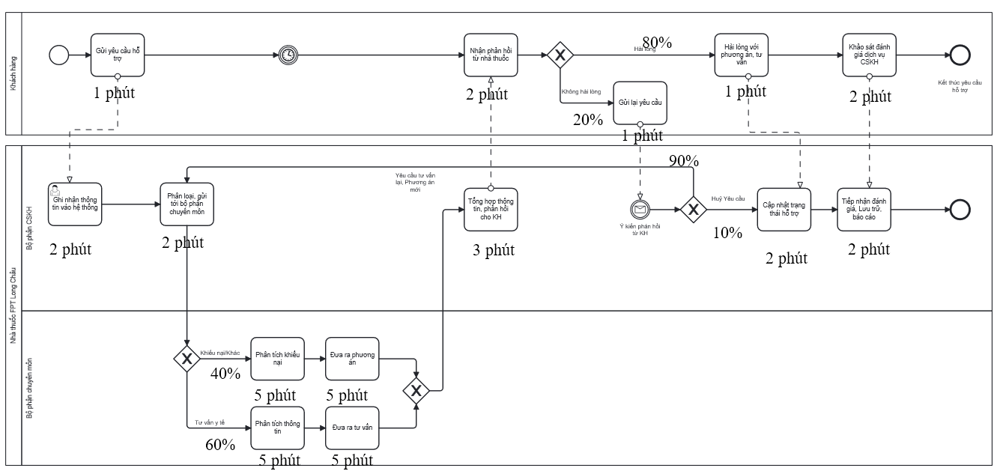 Khách hàng
Gửi yêu cầu hỗ
trợ
1 phút
Nhận phản hồi
từ nhà thuốc
2 phút
80%
Hài lòng
Không hài lòng
20%
Gửi lại yêu cầu
1 phút
Hài lòng với
phương án, tư
vấn
1 phút
Khảo sát đánh
giá dịch vụ
CSKH
2 phút
Kết thúc yêu cầu
hỗ trợ
Nhà thuốc FPT Long Châu
Bộ phận CSKH
Ghi nhận thông
tin vào hệ thống
2 phút
Phân loại, gửi
tới bộ phận
chuyên môn
2 phút
Yêu cầu tư vấn
lại, Phương án
mới
Tổng hợp thông
tin, phản hồi
cho KH
3 phút
Ý kiến phản hồi
từ KH
90%
Huỷ Yêu cầu
10%
Cập nhật trạng
thái hỗ trợ
2 phút
Tiếp nhận đánh
giá, Lưu trữ,
báo cáo
2 phút
Bộ phận chuyên môn
Khiếu nại/Khác
40%
Phân tích khiếu
nại
5 phút
Đưa ra phương
án
5 phút
Tư vấn y tế
60%
Phân tích thông
tin
5 phút
Đưa ra tư vấn
5 phút